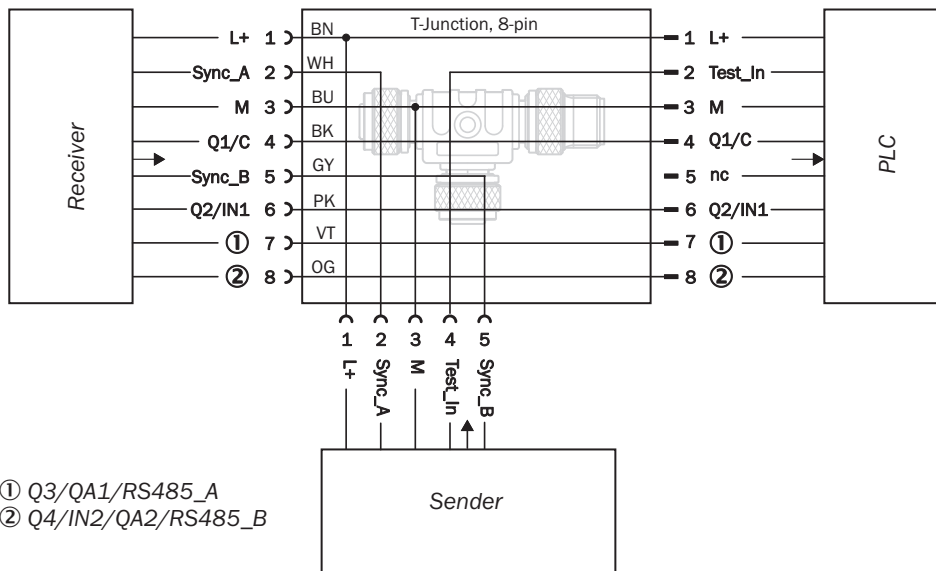 T-Junction, 8-pin
L+ 1 BN 1 L+
Sync_A 2 WH 2 Test_In
M 3 BU 3 M
Q1/C 4 BK 4 Q1/C
Sync_B 5 GY 5 nc
Q2/IN1 6 PK 6 Q2/IN1
① 7 VT 7 ①
② 8 OG 8 ②
Receiver
PLC
1 2 3 4 5
L+ Sync_A M Test_In Sync_B
Sender
① Q3/QA1/RS485_A
② Q4/IN2/QA2/RS485_B